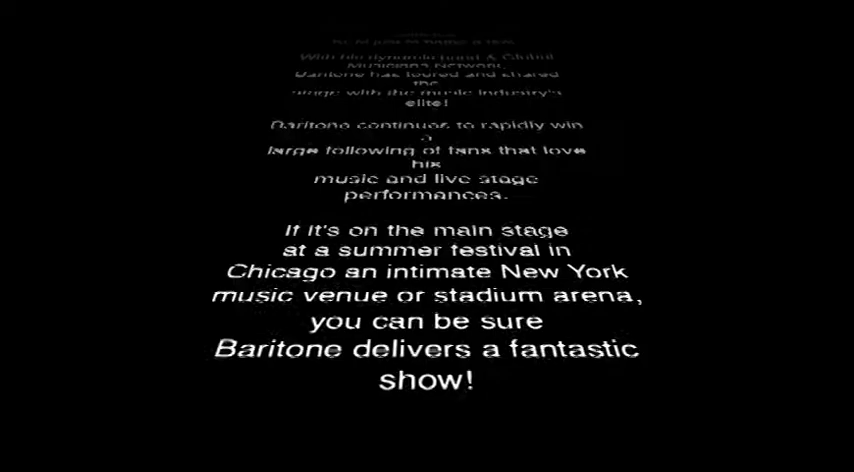 With his dynamic band & Global
Musicians Network,
Baritone has toured and shared
the
stage with the music industry's
elite!
Baritone continues to rapidly win
a
large following of fans that love
his
music and live stage
performances.
If it's on the main stage
at a summer festival in
Chicago an intimate New York
music venue or stadium arena,
you can be sure
Baritone delivers a fantastic
show!